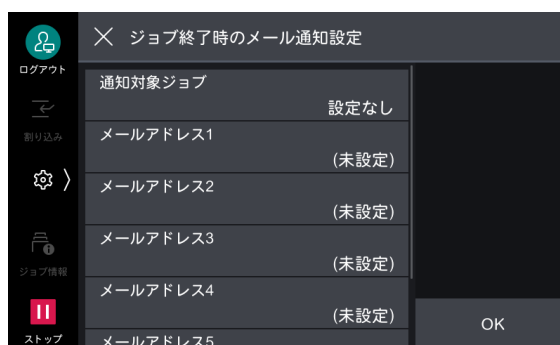 ログアウト
割り込み
ジョブ情報
ストップ
ジョブ終了時のメール通知設定
通知対象ジョブ
設定なし
メールアドレス1
(未設定)
メールアドレス2
(未設定)
メールアドレス3
(未設定)
メールアドレス4
(未設定)
メールアドレス5
OK